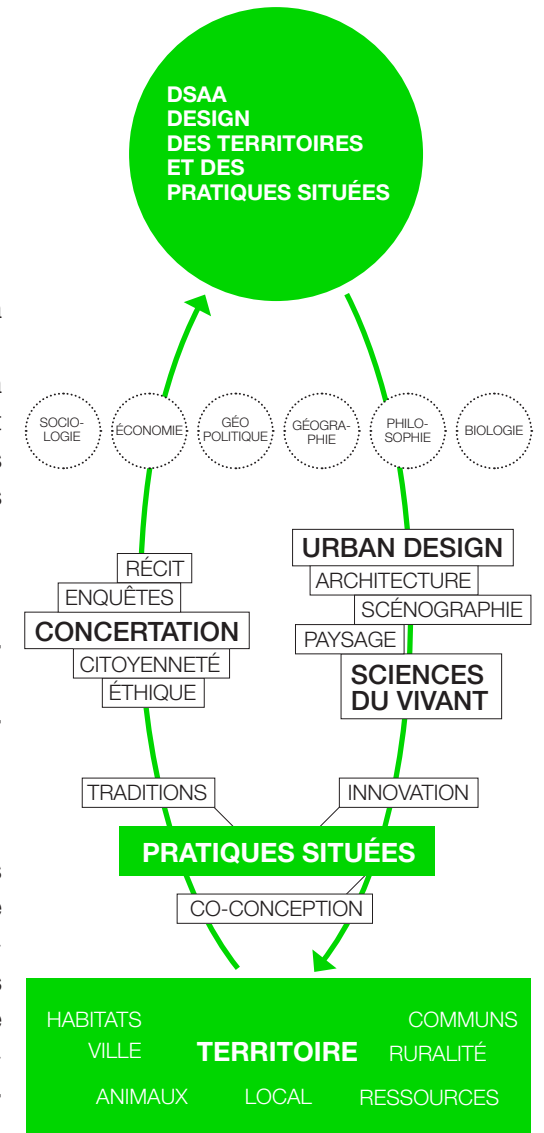 DSAA
DESIGN
DES TERRITOIRES
ET DES
PRATIQUES SITUÉES
SOCIO-
LOGIE
ÉCONOMIE
GÉO
POLITIQUE
GÉOGRA-
PHIE
PHILO-
SOPHIE
BIOLOGIE
RÉCIT
ENQUÊTES
CONCERTATION
CITOYENNETÉ
ÉTHIQUE
URBAN DESIGN
ARCHITECTURE
SCÉNOGRAPHIE
PAYSAGE
SCIENCES
DU VIVANT
TRADITIONS
INNOVATION
PRATIQUES SITUÉES
CO-CONCEPTION
HABITATS
COMMUNS
VILLE
TERRITOIRE
RURALITÉ
ANIMAUX
LOCAL
RESSOURCES